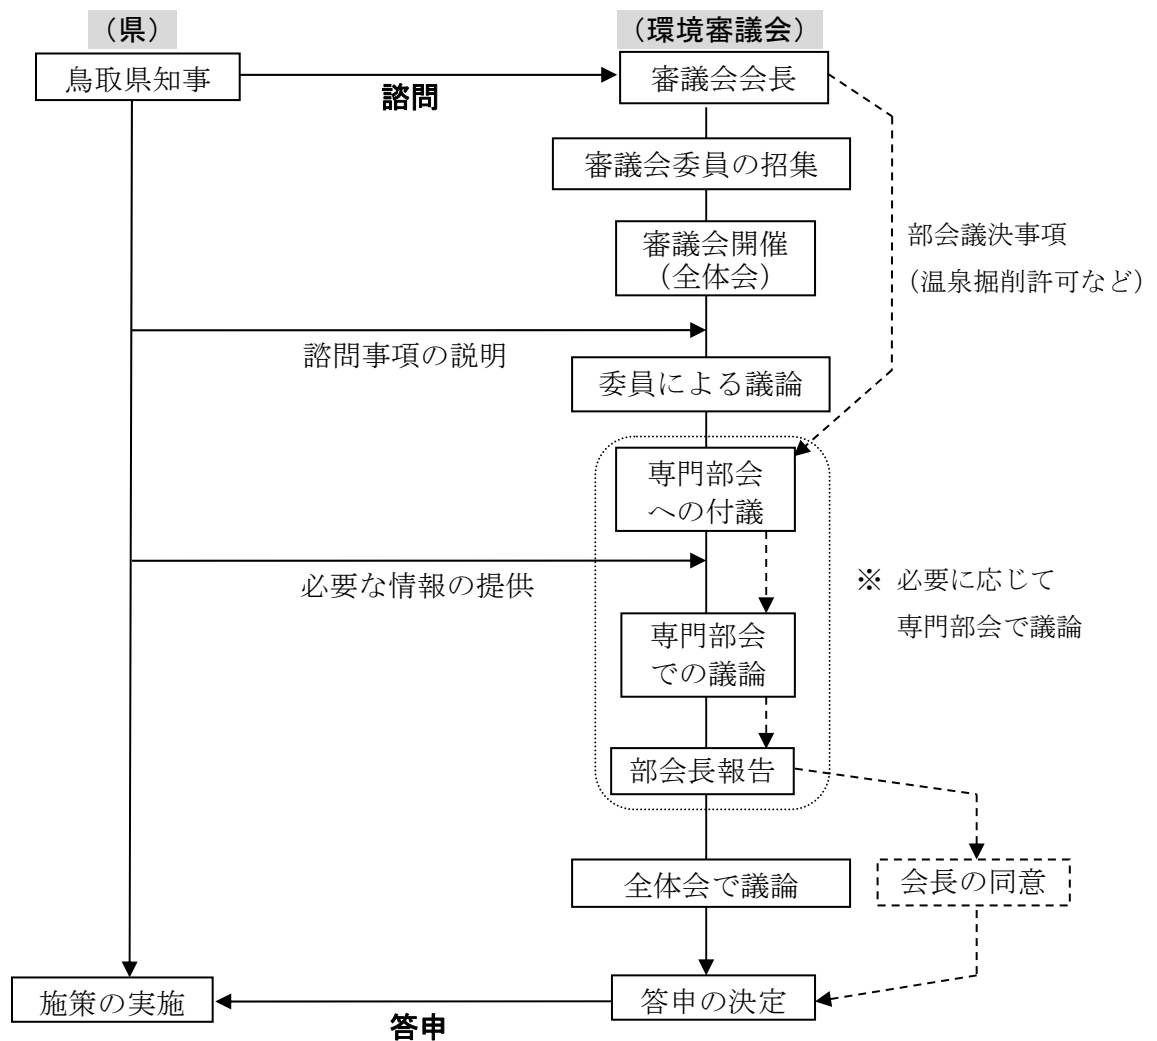 （県）
（環境審議会）
鳥取県知事
諮問
審議会会長
審議会委員の招集
審議会開催
（全体会）
部会議決事項
（温泉掘削許可など）
諮問事項の説明
委員による議論
専門部会
への付議
必要な情報の提供
※ 必要に応じて
専門部会で議論
専門部会
での議論
部会長報告
全体会で議論
会長の同意
施策の実施
答申
答申の決定